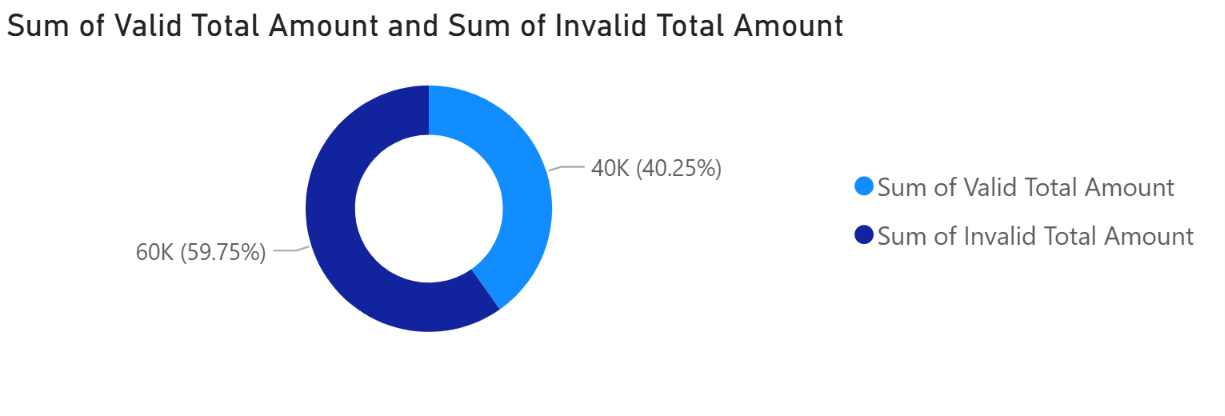 Sum of Valid Total Amount and Sum of Invalid Total Amount
40K (40.25%)
60K (59.75%)
Sum of Valid Total Amount
Sum of Invalid Total Amount